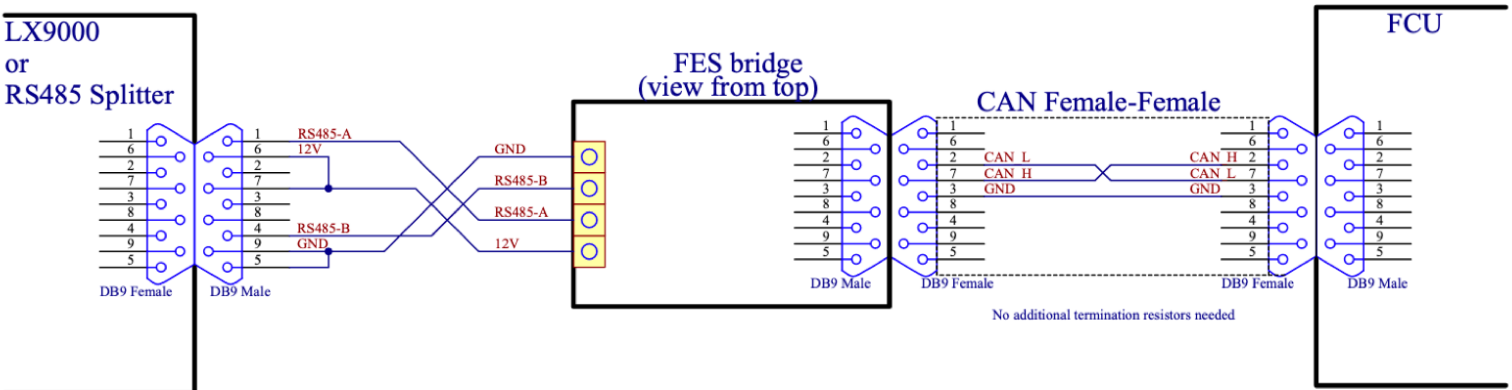 LX9000
or
RS485 Splitter
1
6
2
7
3
8
4
9
5
DB9 Female
1
6
2
7
3
8
4
9
5
DB9 Male
RS485-A
12V
RS485-B
GND
GND
RS485-B
RS485-A
12V
FES bridge
(view from top)
1
6
2
7
3
8
4
9
5
DB9 Male
CAN Female-Female
1
6
2
7
3
8
4
9
5
DB9 Female
CAN L
CAN H
GND
CAN H
CAN L
GND
1
6
2
7
3
8
4
9
5
DB9 Female
No additional termination resistors needed
FCU
1
6
2
7
3
8
4
9
5
DB9 Male